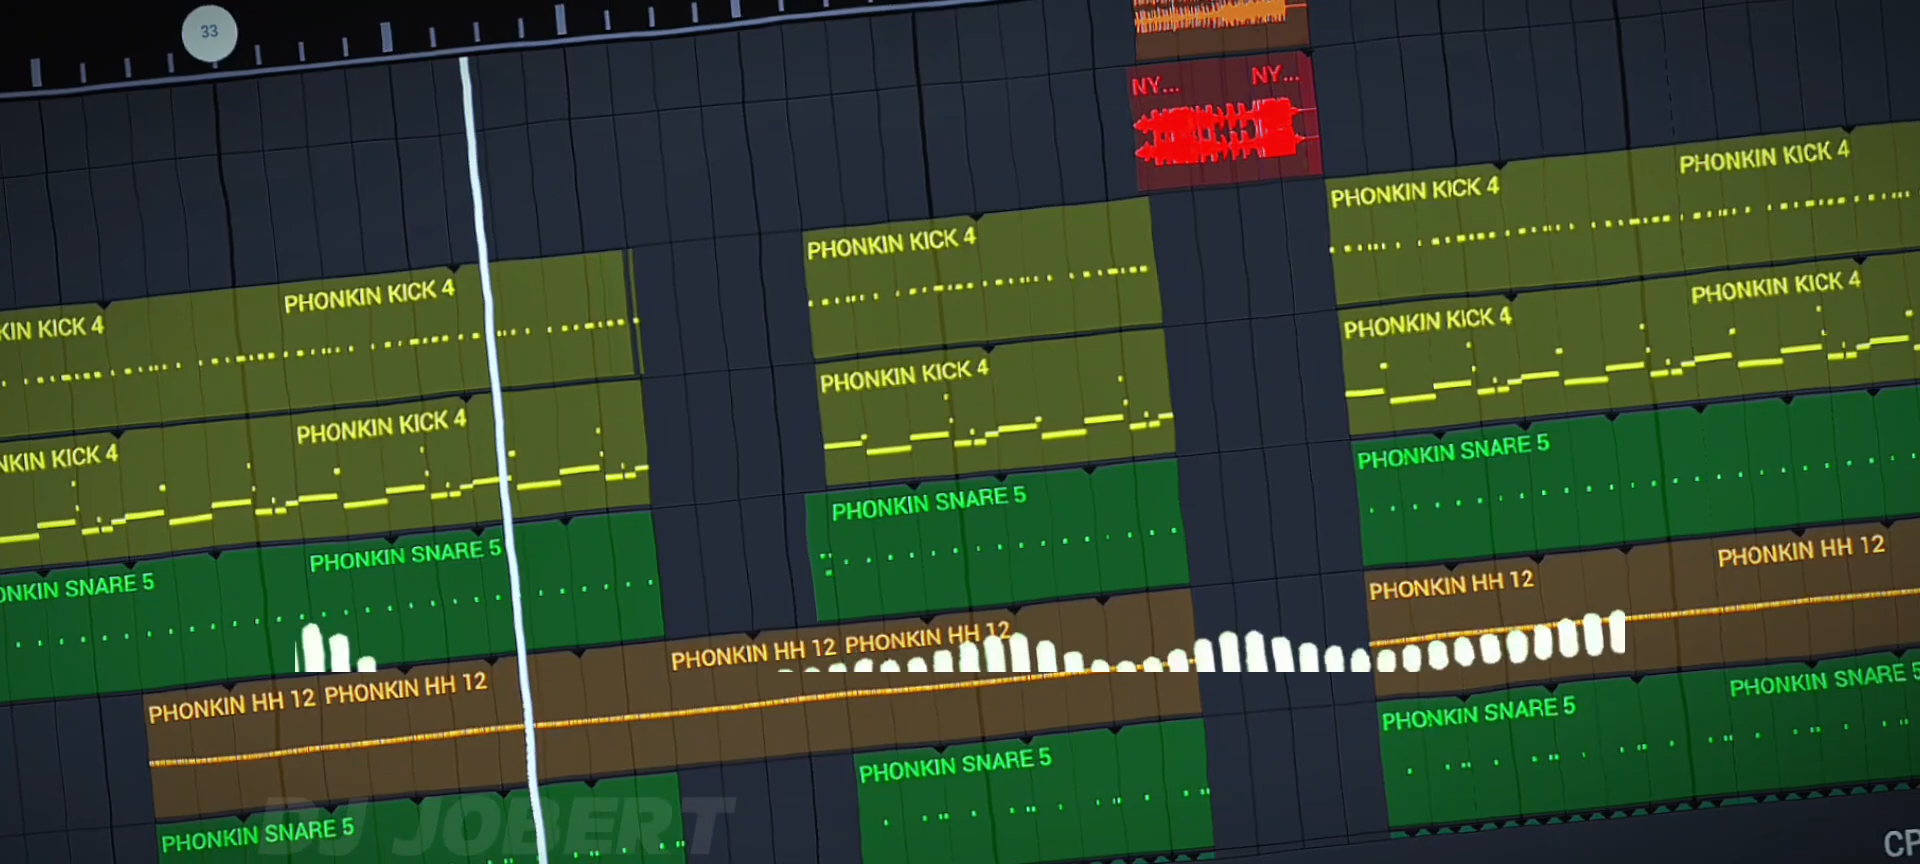 33
NY... NY...
PHONKIN KICK 4 PHONKIN KICK 4
KIN KICK 4 PHONKIN KICK 4 PHONKIN KICK 4
NKIN KICK 4 PHONKIN KICK 4 PHONKIN KICK 4 PHONKIN KICK 4 PHONKIN KICK 4
ONKIN SNARE 5 PHONKIN SNARE 5 PHONKIN SNARE 5 PHONKIN SNARE 5
PHONKIN HH 12 PHONKIN HH 12 PHONKIN HH 12 PHONKIN HH 12 PHONKIN HH 12 PHONKIN HH 12
PHONKIN SNARE 5 PHONKIN SNARE 5 PHONKIN SNARE 5 PHONKIN SNARE 5
DJ JOBERT
CP